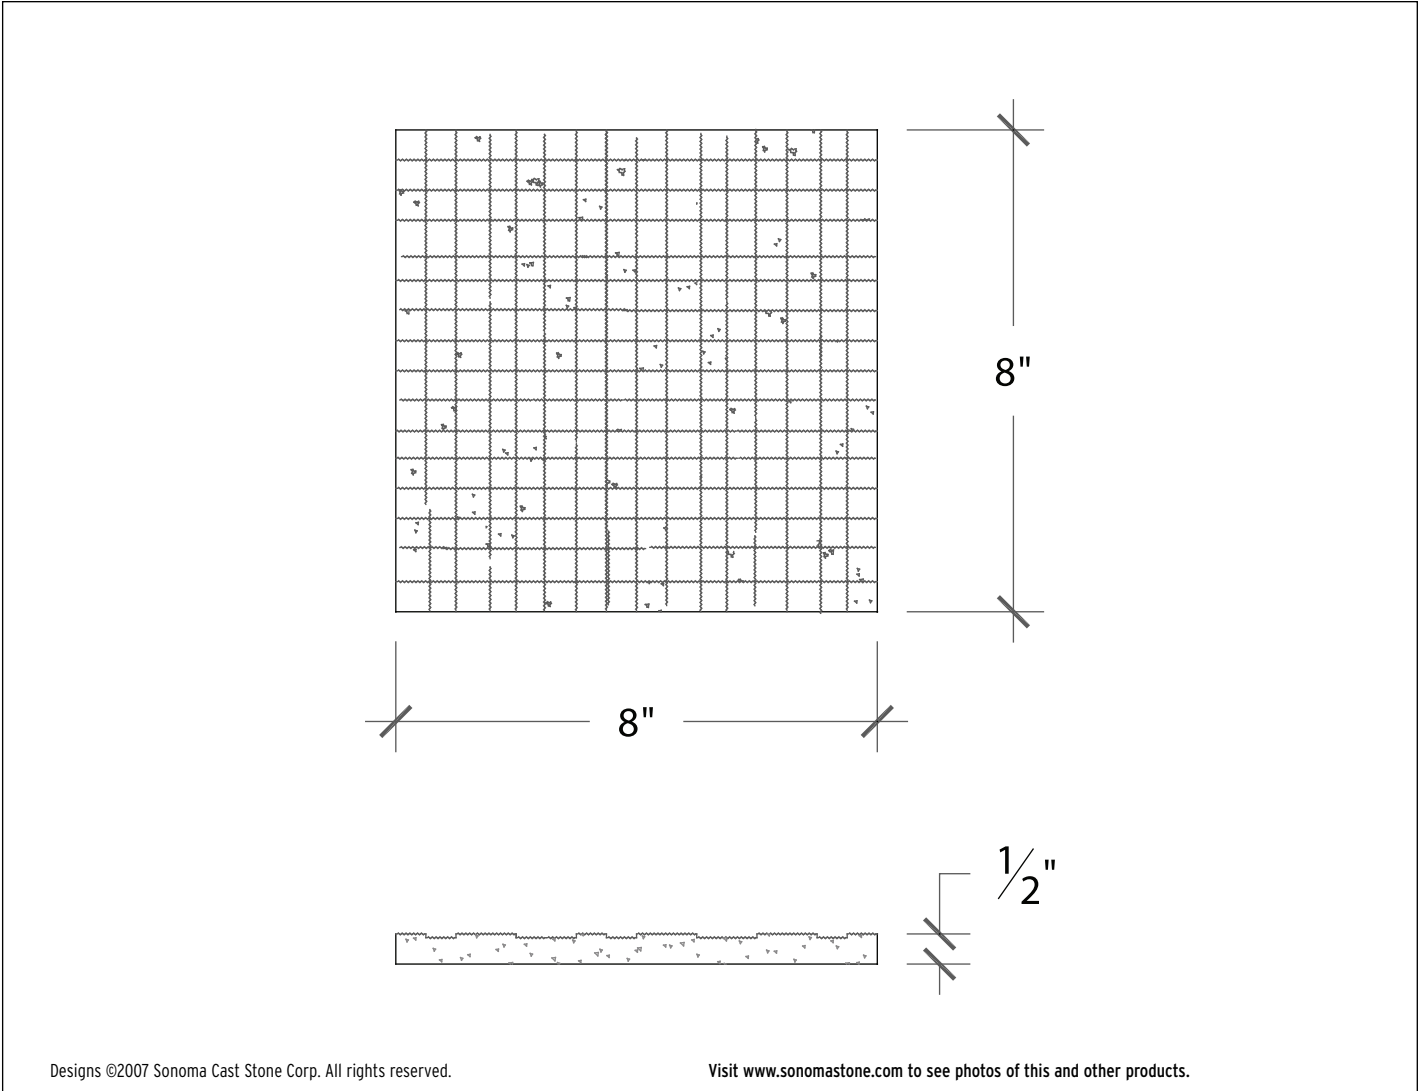 8"
8"
1/2"
Designs ©2007 Sonoma Cast Stone Corp. All rights reserved.
Visit www.sonomastone.com to see photos of this and other products.